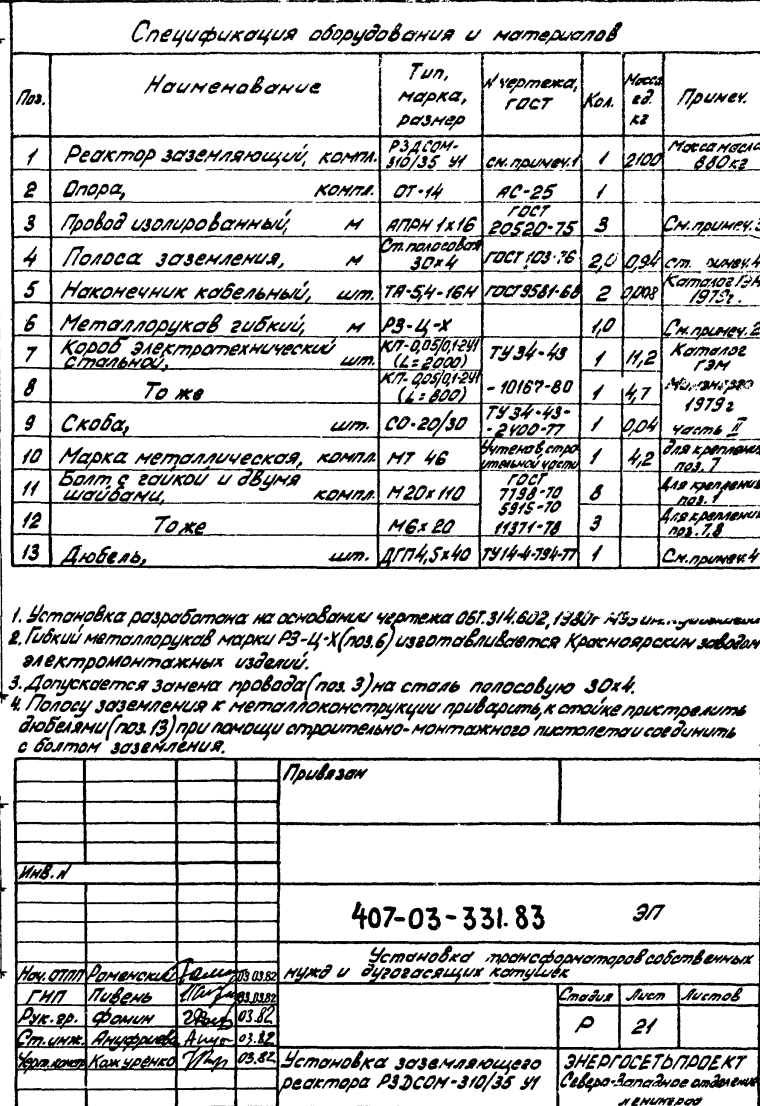 Спецификация оборудования и материалов
Поз. Наименование Тип, марка, размер N чертежа, ГОСТ Кол. Масса ед. кг Примеч.
1 Реактор заземляющий, компл. РЗДСОМ-310/35 У1 см. примеч.1 1 2100 Масса масла 880кг
2 Опора, компл. ОТ-14 АС-25 1
3 Провод изолированный, м АПРН 1х16 ГОСТ 20520-75 3 См. примеч. 3
4 Полоса заземления, м Ст. полосовая 30х4 ГОСТ 103-76 2,0 0,94 4
5 Наконечник кабельный, шт. ТА-5,4-16И ГОСТ 9581-68 2 0,008 Каталог ГЭМ 1979г.
6 Металлорукав гибкий, м РЗ-Ц-Х 1,0 См. примеч. 2
7 Короб электротехнический стальной, шт. КП-0,05/0,1-2У1 (L=2000) ТУ 34-43 1 11,2 Каталог ГЭМ
8 То же КП-0,05/0,1-2У1 (L=800) -10167-80 1 4,7 1979г
9 Скоба, шт. СО-20/30 ТУ 34-43--2400-77 1 0,04 часть II
10 Марка металлическая, компл. МТ 46 Учтена в строительной части 1 4,2 Для крепления поз. 7
11 Болт с гайкой и двумя шайбами, компл. М20х110 ГОСТ 7798-70 5915-70 8 Для крепления поз. 1
12 То же М6х20 11371-78 3 Для крепления поз. 7,8
13 Дюбель, шт. ДГП4,5х40 ТУ14-4-794-77 1 См. примеч. 4
1. Установка разработана на основании чертежа ОБТ.314.602, 1980г
2. Гибкий металлорукав марки РЗ-Ц-Х (поз.6) изготавливается Красноярским заводом
электромонтажных изделий.
3. Допускается замена провода (поз. 3) на сталь полосовую 30х4.
4. Полосу заземления к металлоконструкции приварить, к стойке пристрелить
дюбелями (поз. 13) при помощи строительно-монтажного пистолета и соединить
с болтом заземления.
Привязан
Инв. N
407-03-331.83 ЭП
Установка трансформаторов собственных
нужд и дугогасящих катушек
Нач. ОТПП Роменский 03.03.82
ГИП Пивень 03.03.82
Рук. гр. Фомин 03.82
Ст. инж. Ануфриева 03.82
Кожуренко 03.82
Стадия Лист Листов
Р 21
Установка заземляющего
реактора РЗДСОМ-310/35 У1
ЭНЕРГОСЕТЬПРОЕКТ
Северо-Западное отделение
Ленинград